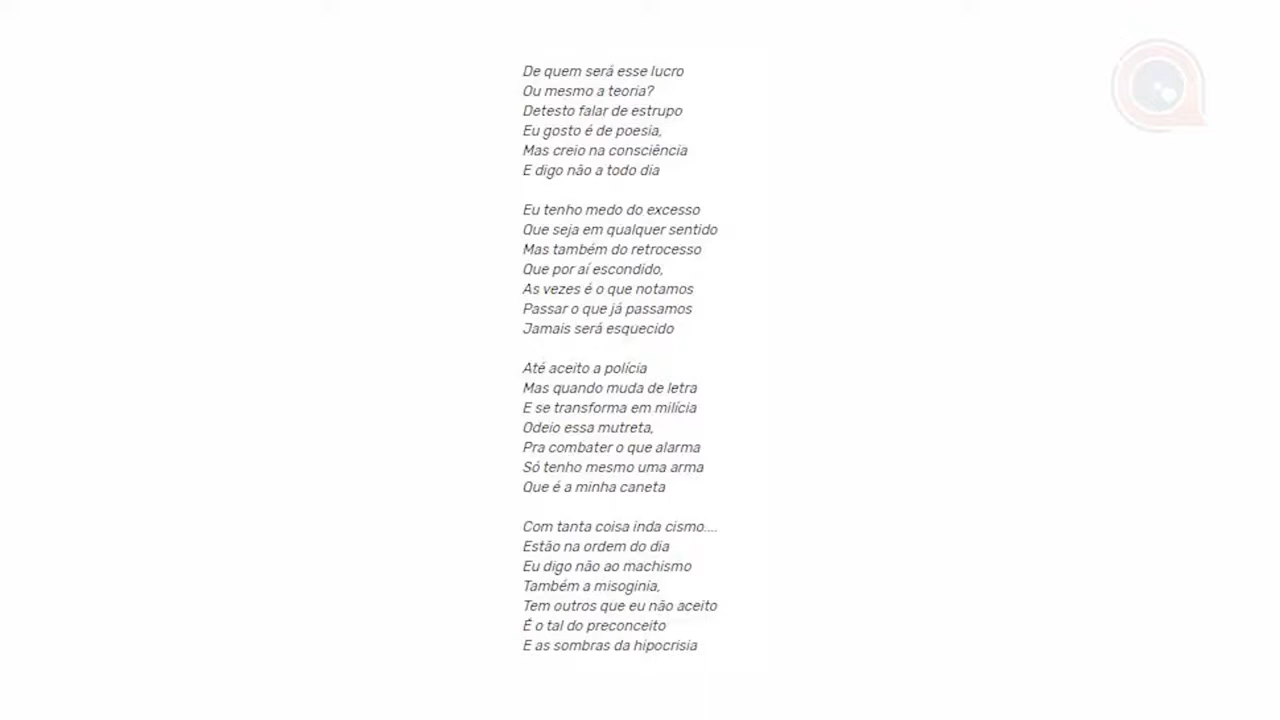 De quem será esse lucro
Ou mesmo a teoria?
Detesto falar de estrupo
Eu gosto é de poesia,
Mas creio na consciência
E digo não a todo dia
Eu tenho medo do excesso
Que seja em qualquer sentido
Mas também do retrocesso
Que por aí escondido,
As vezes é o que notamos
Passar o que já passamos
Jamais será esquecido
Até aceito a polícia
Mas quando muda de letra
E se transforma em milícia
Odeio essa mutreta,
Pra combater o que alarma
Só tenho mesmo uma arma
Que é a minha caneta
Com tanta coisa inda cismo....
Estão na ordem do dia
Eu digo não ao machismo
Também a misoginia,
Tem outros que eu não aceito
É o tal do preconceito
E as sombras da hipocrisia